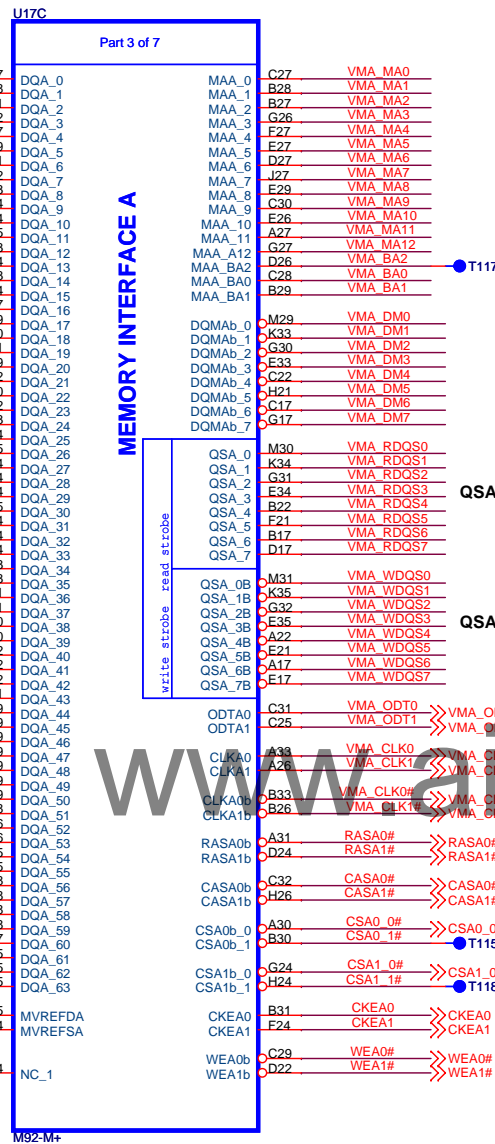 U17C
Part 3 of 7
MEMORY INTERFACE A
DQA_0 MAA_0 C27 VMA_MA0
DQA_1 MAA_1 B28 VMA_MA1
DQA_2 MAA_2 B27 VMA_MA2
DQA_3 MAA_3 G26 VMA_MA3
DQA_4 MAA_4 F27 VMA_MA4
DQA_5 MAA_5 E27 VMA_MA5
DQA_6 MAA_6 D27 VMA_MA6
DQA_7 MAA_7 J27 VMA_MA7
DQA_8 MAA_8 E29 VMA_MA8
DQA_9 MAA_9 C30 VMA_MA9
DQA_10 MAA_10 E26 VMA_MA10
DQA_11 MAA_11 A27 VMA_MA11
DQA_12 MAA_A12 G27 VMA_MA12
DQA_13 MAA_BA2 D26 VMA_BA2 T117
DQA_14 MAA_BA0 C28 VMA_BA0
DQA_15 MAA_BA1 B29 VMA_BA1
DQA_16
DQA_17 DQMAb_0 M29 VMA_DM0
DQA_18 DQMAb_1 K33 VMA_DM1
DQA_19 DQMAb_2 G30 VMA_DM2
DQA_20 DQMAb_3 E33 VMA_DM3
DQA_21 DQMAb_4 C22 VMA_DM4
DQA_22 DQMAb_5 H21 VMA_DM5
DQA_23 DQMAb_6 C17 VMA_DM6
DQA_24 DQMAb_7 G17 VMA_DM7
DQA_25
DQA_26 QSA_0 M30 VMA_RDQS0
DQA_27 QSA_1 K34 VMA_RDQS1
DQA_28 QSA_2 G31 VMA_RDQS2
DQA_29 QSA_3 E34 VMA_RDQS3 QSA
DQA_30 QSA_4 B22 VMA_RDQS4
DQA_31 QSA_5 F21 VMA_RDQS5
DQA_32 QSA_6 B17 VMA_RDQS6
DQA_33 QSA_7 D17 VMA_RDQS7
read strobe
DQA_34
DQA_35 QSA_0B M31 VMA_WDQS0
DQA_36 QSA_1B K35 VMA_WDQS1
DQA_37 QSA_2B G32 VMA_WDQS2
DQA_38 QSA_3B E35 VMA_WDQS3 QSA
DQA_39 QSA_4B A22 VMA_WDQS4
DQA_40 QSA_5B E21 VMA_WDQS5
DQA_41 QSA_6B A17 VMA_WDQS6
DQA_42 QSA_7B E17 VMA_WDQS7
write strobe
DQA_43
DQA_44 ODTA0 C31 VMA_ODT0
DQA_45 ODTA1 C25 VMA_ODT1
DQA_46
DQA_47 CLKA0 A33 VMA_CLK0
DQA_48 CLKA1 A26 VMA_CLK1
DQA_49
DQA_50 CLKA0b B33 VMA_CLK0#
DQA_51 CLKA1b B26 VMA_CLK1#
DQA_52
DQA_53 RASA0b A31 RASA0# RASA0#
DQA_54 RASA1b D24 RASA1# RASA1#
DQA_55
DQA_56 CASA0b C32 CASA0# CASA0#
DQA_57 CASA1b H26 CASA1# CASA1#
DQA_58
DQA_59 CSA0b_0 A30 CSA0_0# CSA0_0
DQA_60 CSA0b_1 B30 CSA0_1# T115
DQA_61
DQA_62 CSA1b_0 G24 CSA1_0# CSA1_0
DQA_63 CSA1b_1 H24 CSA1_1# T118
MVREFDA CKEA0 B31 CKEA0 CKEA0
MVREFSA CKEA1 F24 CKEA1 CKEA1
WEA0b C29 WEA0# WEA0#
NC_1 WEA1b D22 WEA1# WEA1#
M92-M+